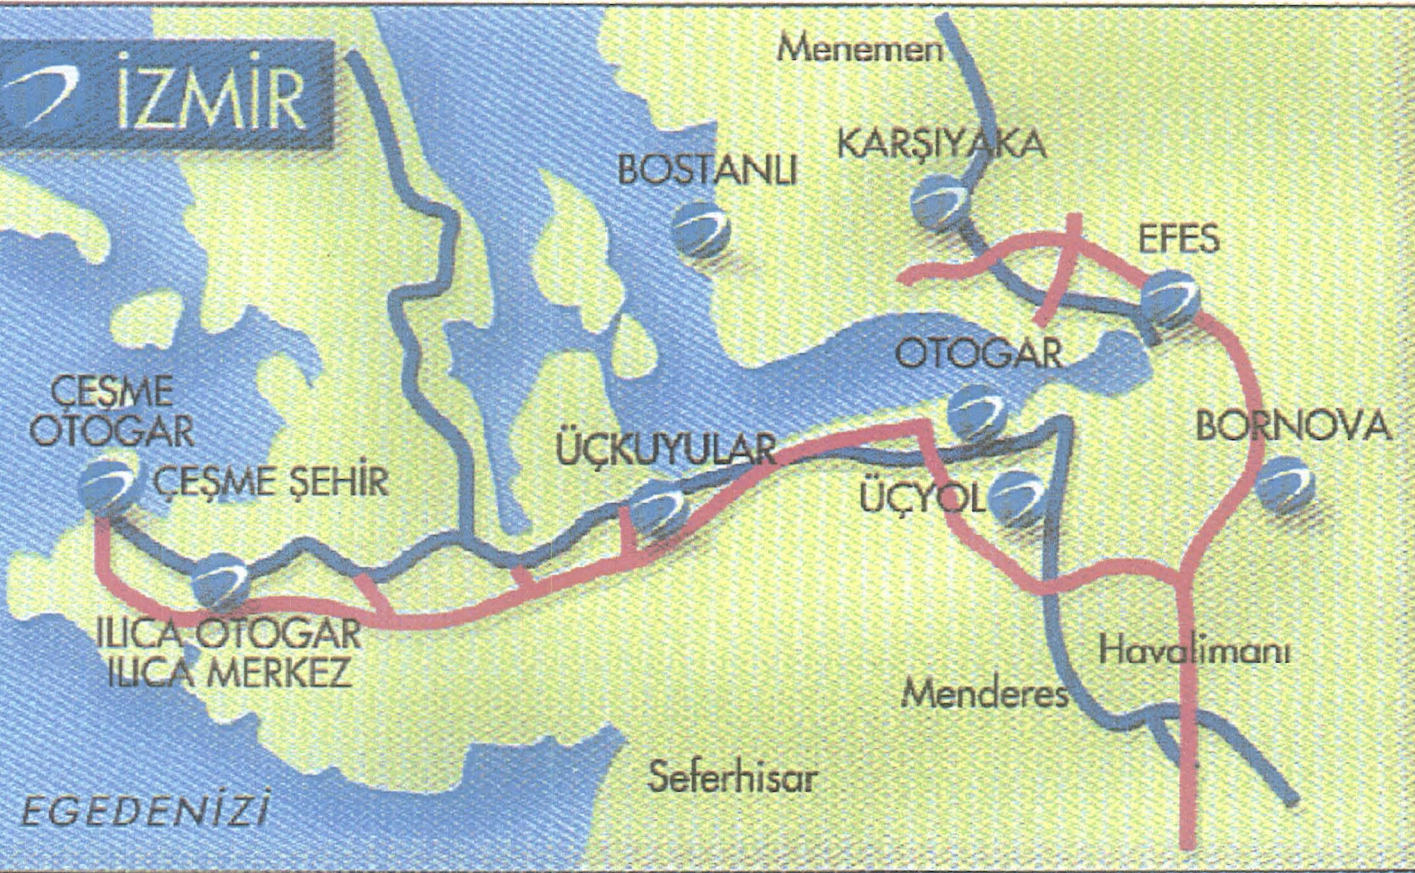 İZMİR
Menemen
KARŞIYAKA
BOSTANLI
EFES
OTOGAR
ÇEŞME
OTOGAR
BORNOVA
ÜÇKUYULAR
ÇEŞME ŞEHİR
ÜÇYOL
ILICA OTOGAR
ILICA MERKEZ
Havalimanı
Menderes
Seferhisar
EGEDENİZİ